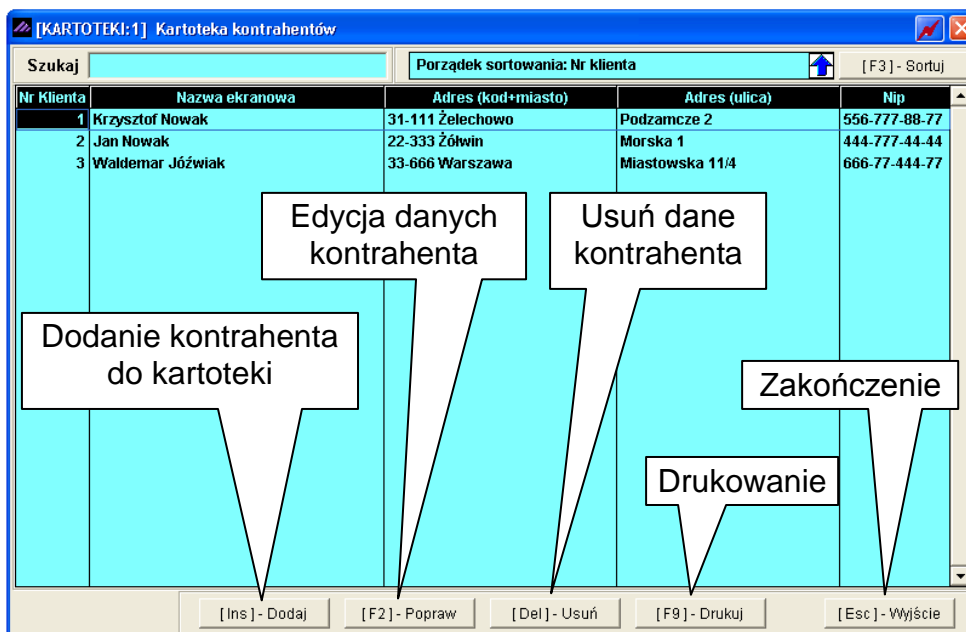 [KARTOTEKI:1] Kartoteka kontrahentów
Szukaj
Porządek sortowania: Nr klienta
[F3] - Sortuj
Nr Klienta Nazwa ekranowa Adres (kod+miasto) Adres (ulica) Nip
1 Krzysztof Nowak 31-111 Żelechowo Podzamcze 2 556-777-88-77
2 Jan Nowak 22-333 Żółwin Morska 1 444-777-44-44
3 Waldemar Jóźwiak 33-666 Warszawa Miastowska 11/4 666-77-444-77
Edycja danych
kontrahenta
Usuń dane
kontrahenta
Dodanie kontrahenta
do kartoteki
Zakończenie
Drukowanie
[Ins] - Dodaj
[F2] - Popraw
[Del] - Usuń
[F9] - Drukuj
[Esc] - Wyjście